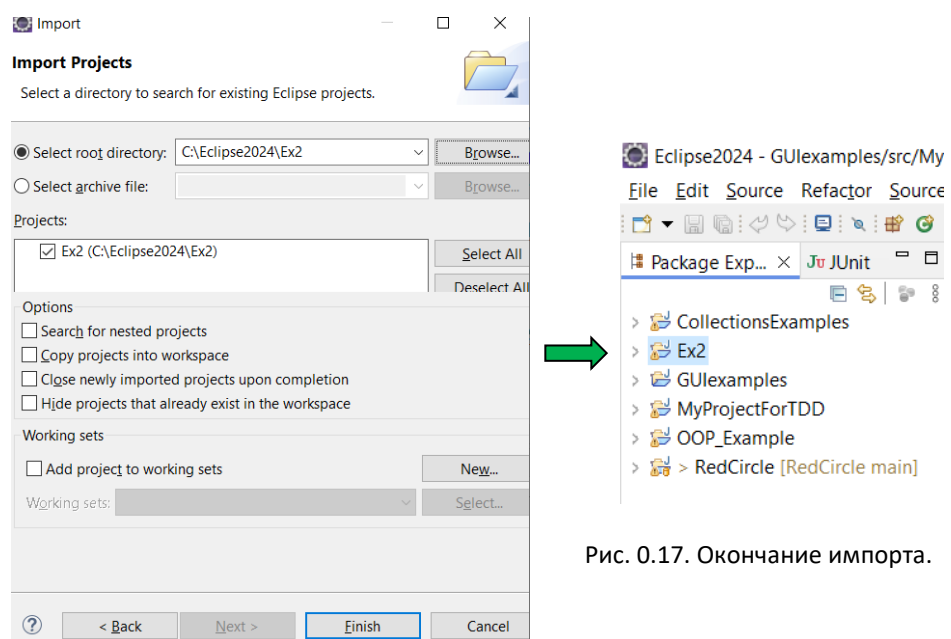 Import
Import Projects
Select a directory to search for existing Eclipse projects.
Select root directory: C:\Eclipse2024\Ex2 Browse...
Select archive file: Browse...
Projects:
Ex2 (C:\Eclipse2024\Ex2) Select All
Deselect All
Options
Search for nested projects
Copy projects into workspace
Close newly imported projects upon completion
Hide projects that already exist in the workspace
Working sets
Add project to working sets New...
Working sets: Select...
? < Back Next > Finish Cancel
Eclipse2024 - GUIexamples/src/My
File Edit Source Refactor Source
Package Exp... JUnit
CollectionsExamples
Ex2
GUIexamples
MyProjectForTDD
OOP_Example
> RedCircle [RedCircle main]
Рис. 0.17. Окончание импорта.